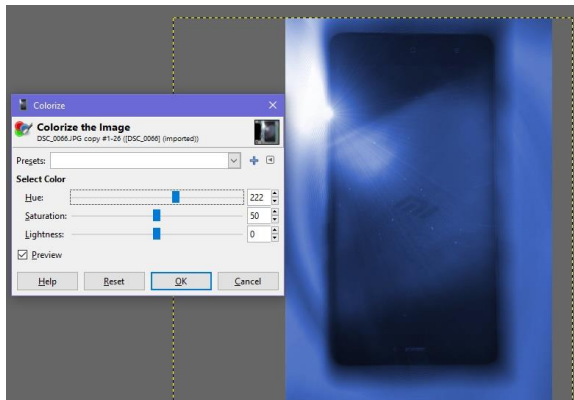 Colorize
Colorize the Image
DSC_0066.JPG copy #1-26 ([DSC_0066] (imported))
Presets:
Select Color
Hue: 222
Saturation: 50
Lightness: 0
Preview
Help Reset OK Cancel
mi